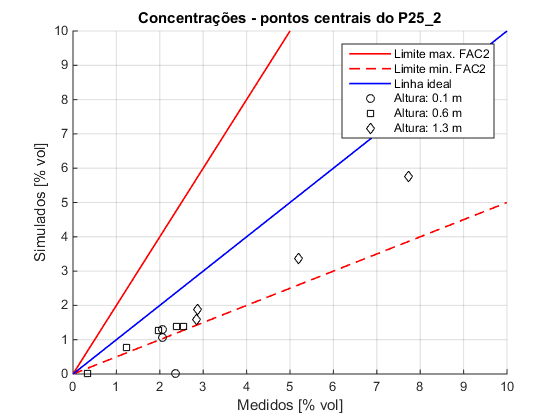 Concentrações - pontos centrais do P25_2
Simulados [% vol]
10
9
8
7
6
5
4
3
2
1
0
Limite max. FAC2
Limite min. FAC2
Linha ideal
Altura: 0.1 m
Altura: 0.6 m
Altura: 1.3 m
0 1 2 3 4 5 6 7 8 9 10
Medidos [% vol]